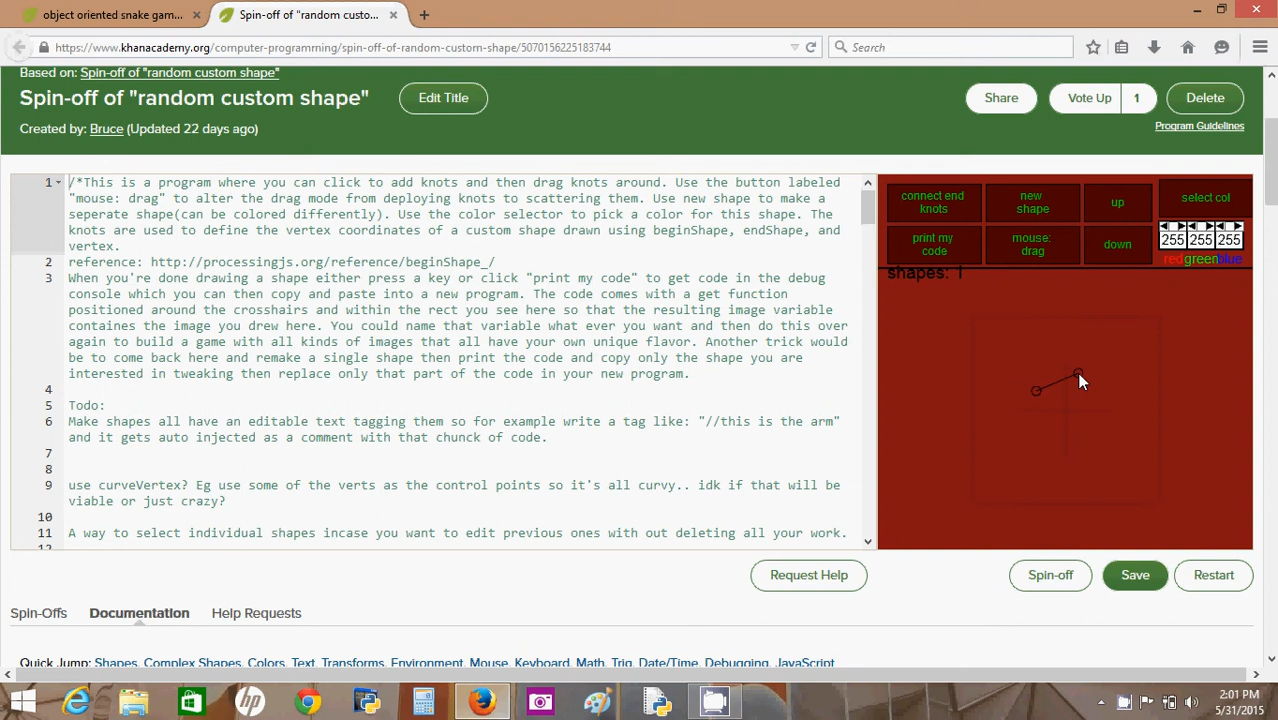 object oriented snake gam...
Spin-off of "random custo...
https://www.khanacademy.org/computer-programming/spin-off-of-random-custom-shape/5070156225183744
Search
Based on: Spin-off of "random custom shape"
Spin-off of "random custom shape"
Edit Title
Share
Vote Up
1
Delete
Created by: Bruce (Updated 22 days ago)
Program Guidelines
1 /*This is a program where you can click to add knots and then drag knots around. Use the button labeled
"mouse: drag" to alter the drag mode from deploying knots to scattering them. Use new shape to make a
seperate shape(can be colored differently). Use the color selector to pick a color for this shape. The
knots are used to define the vertex coordinates of a custom shape drawn using beginShape, endShape, and
vertex.
2 reference: http://processingjs.org/reference/beginShape_/
3 When you're done drawing a shape either press a key or click "print my code" to get code in the debug
console which you can then copy and paste into a new program. The code comes with a get function
positioned around the crosshairs and within the rect you see here so that the resulting image variable
containes the image you drew here. You could name that variable what ever you want and then do this over
again to build a game with all kinds of images that all have your own unique flavor. Another trick would
be to come back here and remake a single shape then print the code and copy only the shape you are
interested in tweaking then replace only that part of the code in your new program.
4
5 Todo:
6 Make shapes all have an editable text tagging them so for example write a tag like: "//this is the arm"
and it gets auto injected as a comment with that chunck of code.
7
8
9 use curveVertex? Eg use some of the verts as the control points so it's all curvy.. idk if that will be
viable or just crazy?
10
11 A way to select individual shapes incase you want to edit previous ones with out deleting all your work.
12
connect end
knots
new
shape
up
select col
print my
code
mouse:
drag
down
255 255 255
red green blue
shapes: 1
Request Help
Spin-off
Save
Restart
Spin-Offs
Documentation
Help Requests
Quick Jump: Shapes, Complex Shapes, Colors, Text, Transforms, Environment, Mouse, Keyboard, Math, Trig, Date/Time, Debugging, JavaScript
hp
2:01 PM
5/31/2015